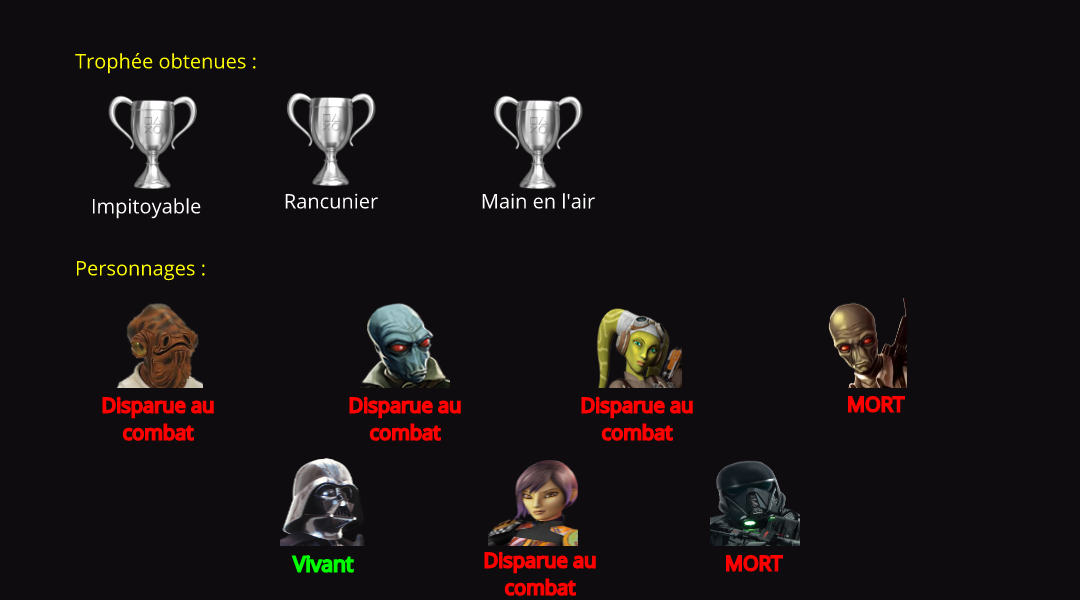 Trophée obtenues :
Impitoyable
Rancunier
Main en l'air
Personnages :
Disparue au
combat
Disparue au
combat
Disparue au
combat
MORT
Vivant
Disparue au
combat
MORT